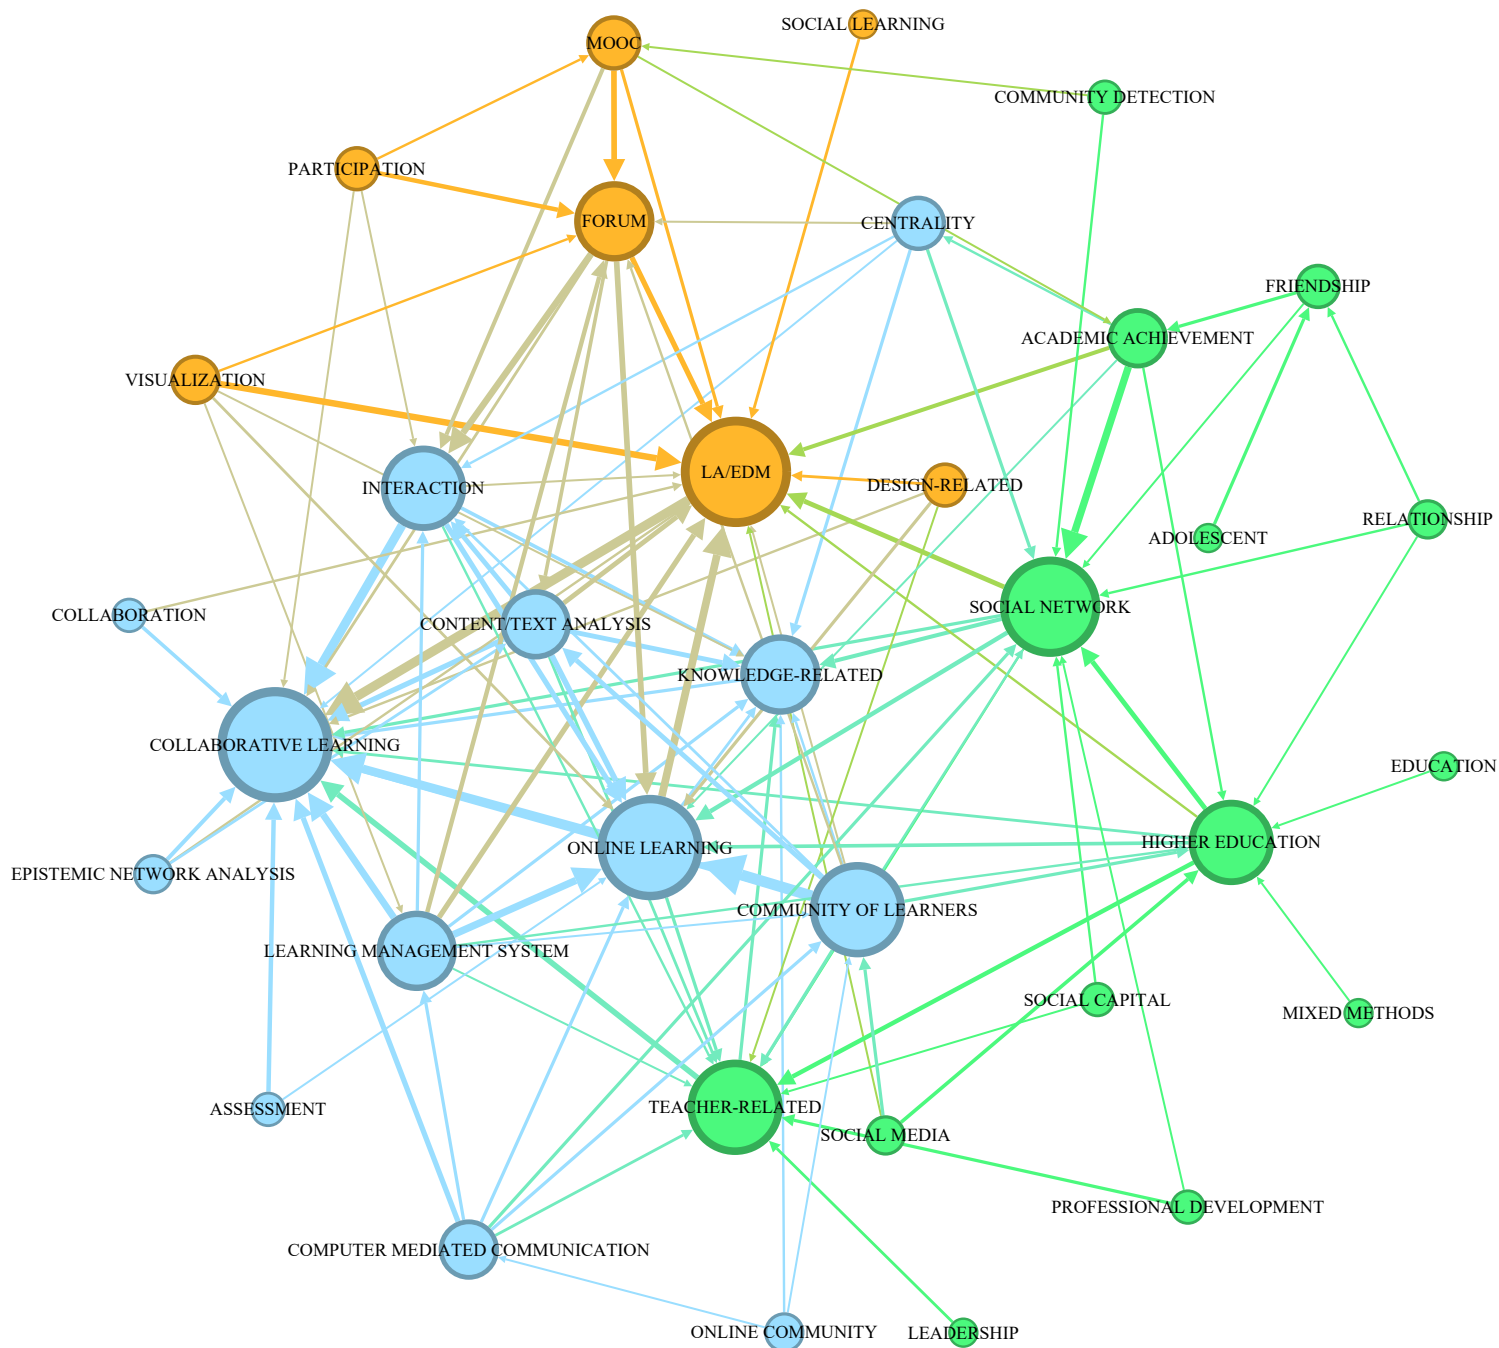 SOCIAL LEARNING
MOOC
COMMUNITY DETECTION
PARTICIPATION
FORUM
CENTRALITY
FRIENDSHIP
ACADEMIC ACHIEVEMENT
VISUALIZATION
LA/EDM
INTERACTION
DESIGN-RELATED
RELATIONSHIP
ADOLESCENT
SOCIAL NETWORK
COLLABORATION
CONTENT/TEXT ANALYSIS
KNOWLEDGE-RELATED
COLLABORATIVE LEARNING
EDUCATION
HIGHER EDUCATION
ONLINE LEARNING
EPISTEMIC NETWORK ANALYSIS
COMMUNITY OF LEARNERS
LEARNING MANAGEMENT SYSTEM
SOCIAL CAPITAL
MIXED METHODS
ASSESSMENT
TEACHER-RELATED
SOCIAL MEDIA
PROFESSIONAL DEVELOPMENT
COMPUTER MEDIATED COMMUNICATION
ONLINE COMMUNITY
LEADERSHIP